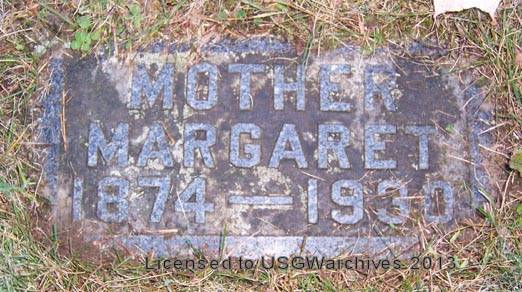 MOTHER
MARGARET
1874 — 1930
Licensed to USGWarchives 2013